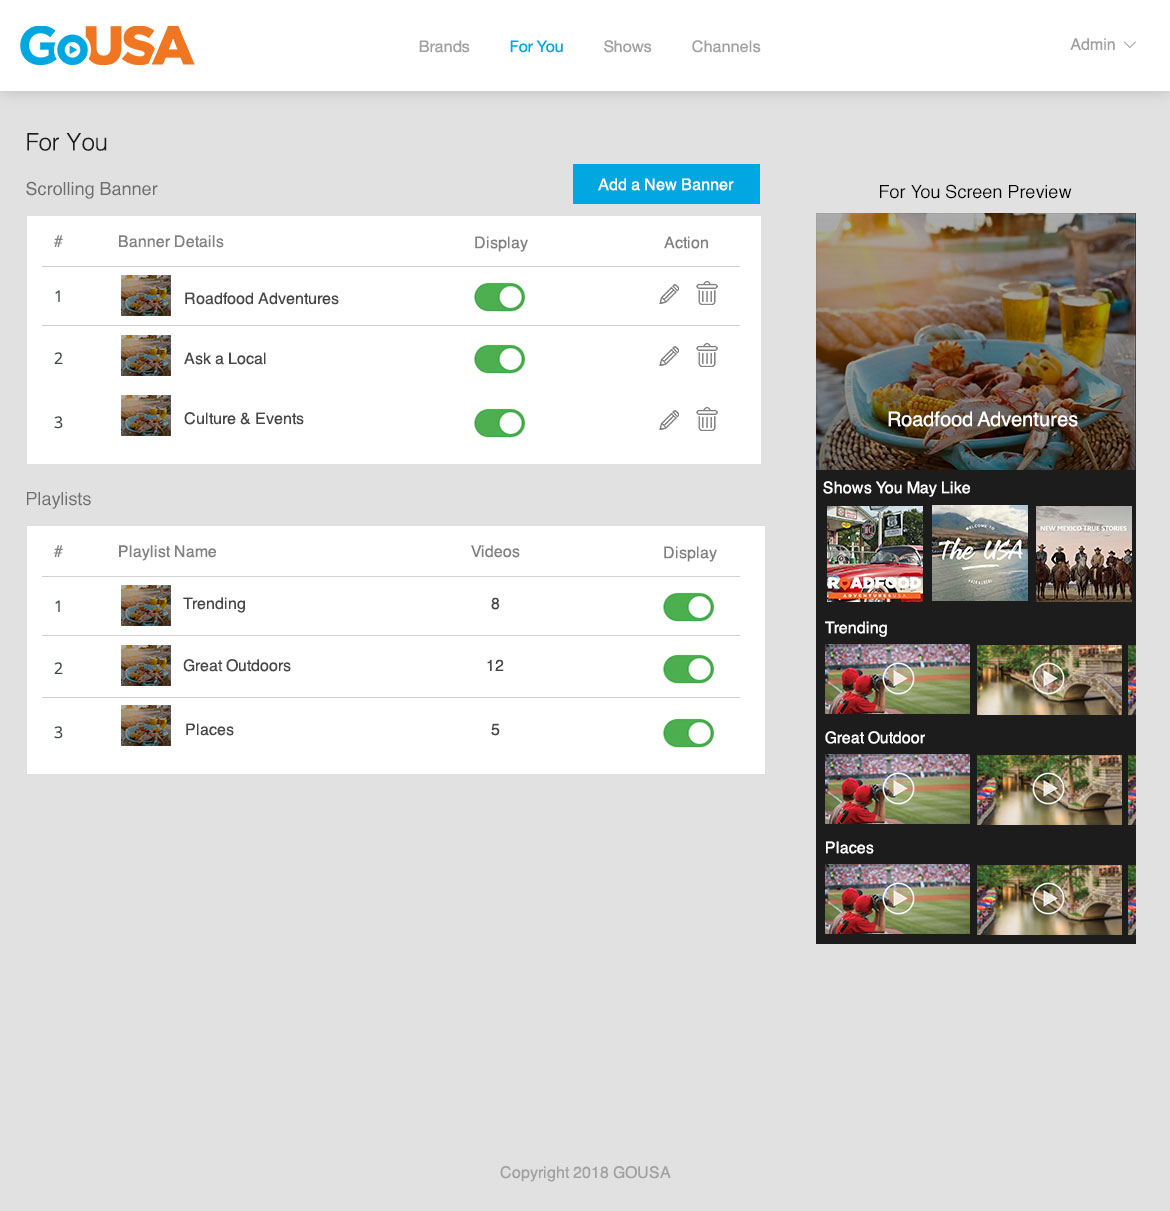 GoUSA
Brands For You Shows Channels Admin
For You
Scrolling Banner
Add a New Banner
# Banner Details Display Action
1 Roadfood Adventures
2 Ask a Local
3 Culture & Events
Playlists
# Playlist Name Videos Display
1 Trending 8
2 Great Outdoors 12
3 Places 5
For You Screen Preview
Roadfood Adventures
Shows You May Like
ROADFOOD
ADVENTURES USA
WELCOME TO
The USA
NEW MEXICO TRUE STORIES
Trending
Great Outdoor
Places
Copyright 2018 GOUSA